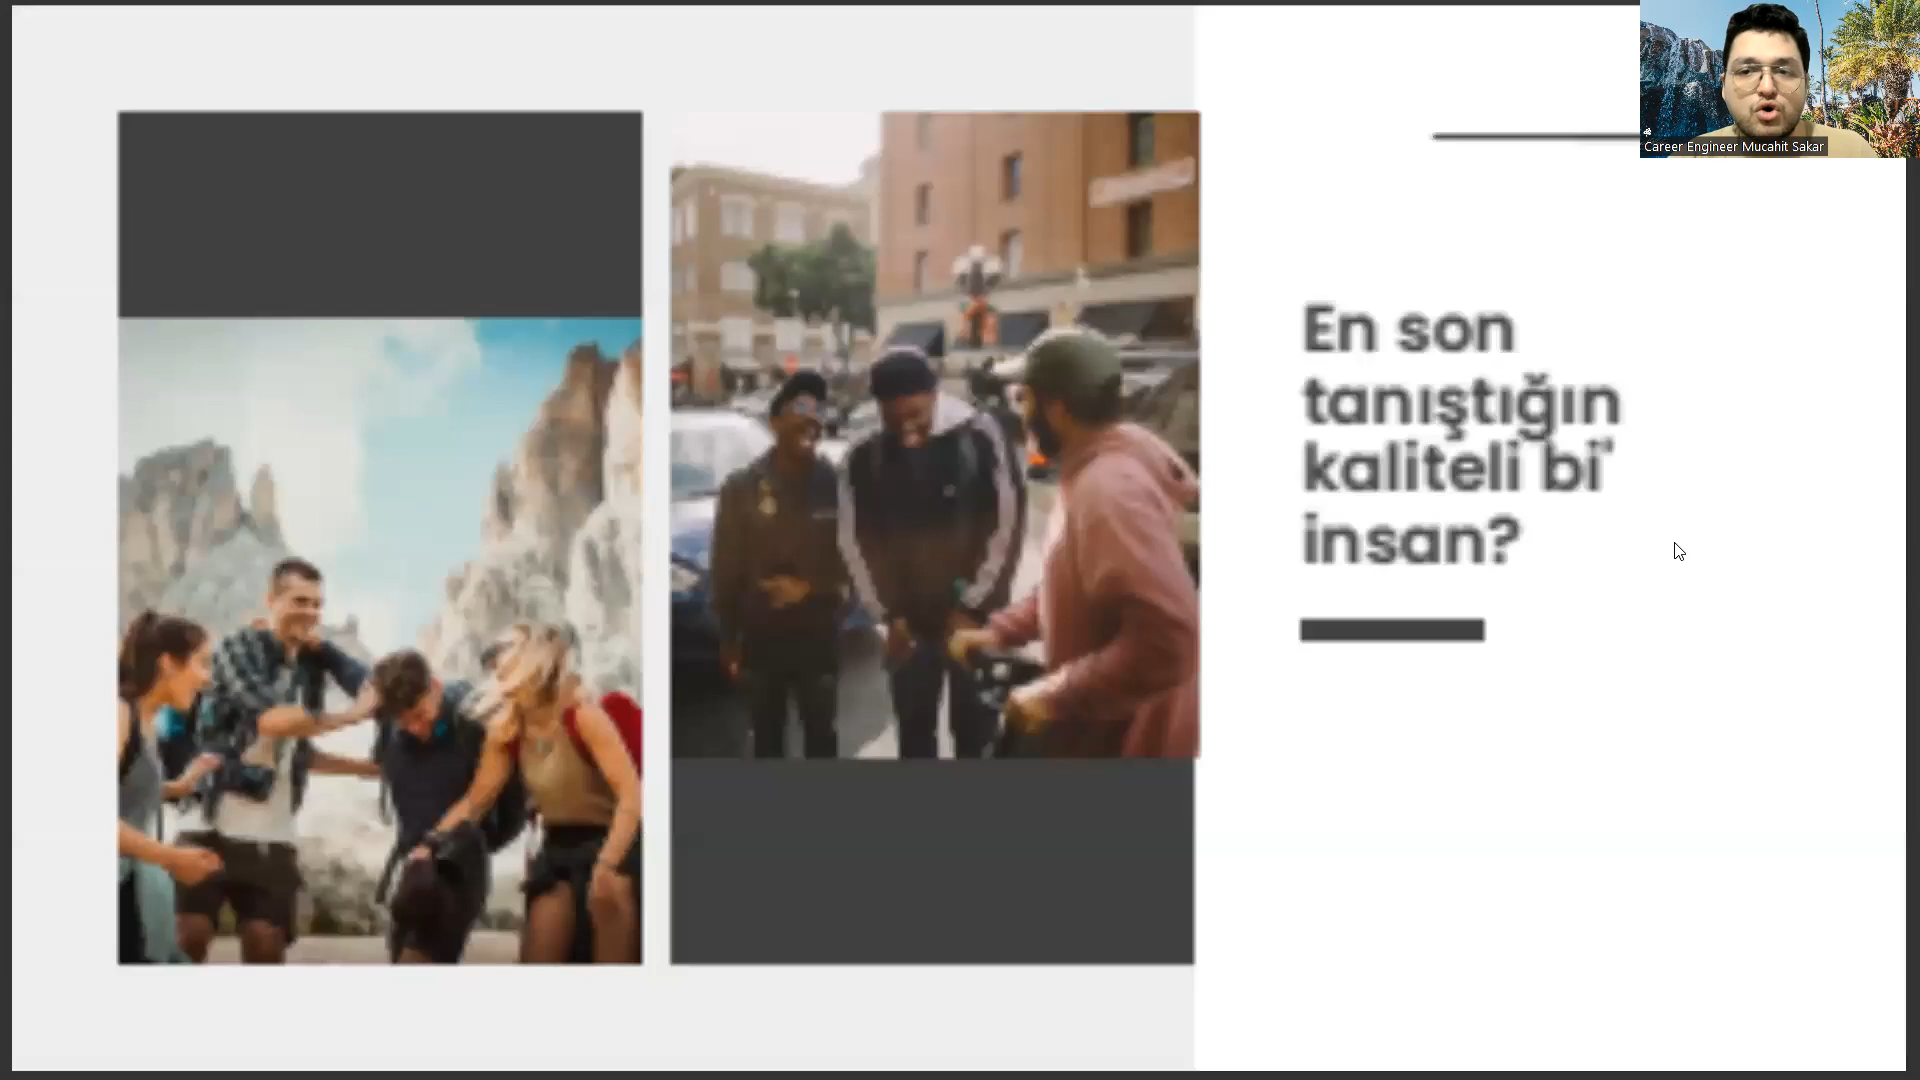 Career Engineer Mucahit Sakar
En son
tanıştığın
kaliteli bi'
insan?